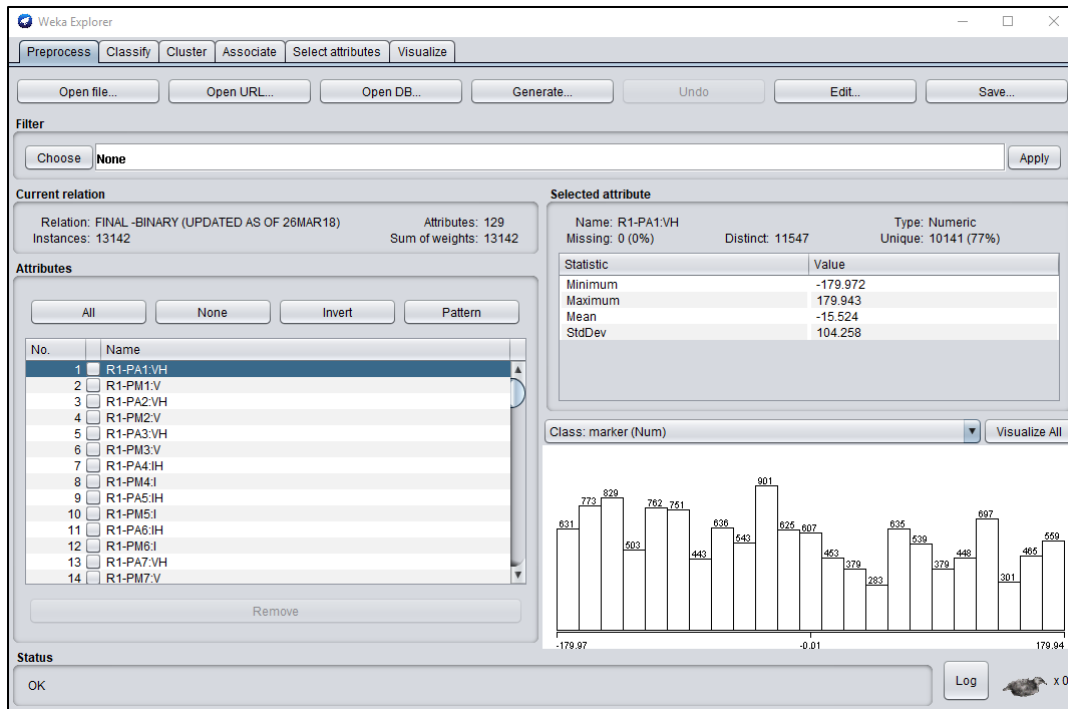 Weka Explorer
Preprocess Classify Cluster Associate Select attributes Visualize
Open file... Open URL... Open DB... Generate... Undo Edit... Save...
Filter
Choose None Apply
Current relation
Relation: FINAL -BINARY (UPDATED AS OF 26MAR18) Attributes: 129
Instances: 13142 Sum of weights: 13142
Attributes
All None Invert Pattern
No. Name
1 R1-PA1:VH
2 R1-PM1:V
3 R1-PA2:VH
4 R1-PM2:V
5 R1-PA3:VH
6 R1-PM3:V
7 R1-PA4:IH
8 R1-PM4:I
9 R1-PA5:IH
10 R1-PM5:I
11 R1-PA6:IH
12 R1-PM6:I
13 R1-PA7:VH
14 R1-PM7:V
Remove
Selected attribute
Name: R1-PA1:VH Type: Numeric
Missing: 0 (0%) Distinct: 11547 Unique: 10141 (77%)
Statistic Value
Minimum -179.972
Maximum 179.943
Mean -15.524
StdDev 104.258
Class: marker (Num) Visualize All
631 773 829 503 762 751 443 636 543 901 625 607 453 379 283 635 539 379 448 697 301 465 559
-179.97 -0.01 179.94
Status
OK Log x 0